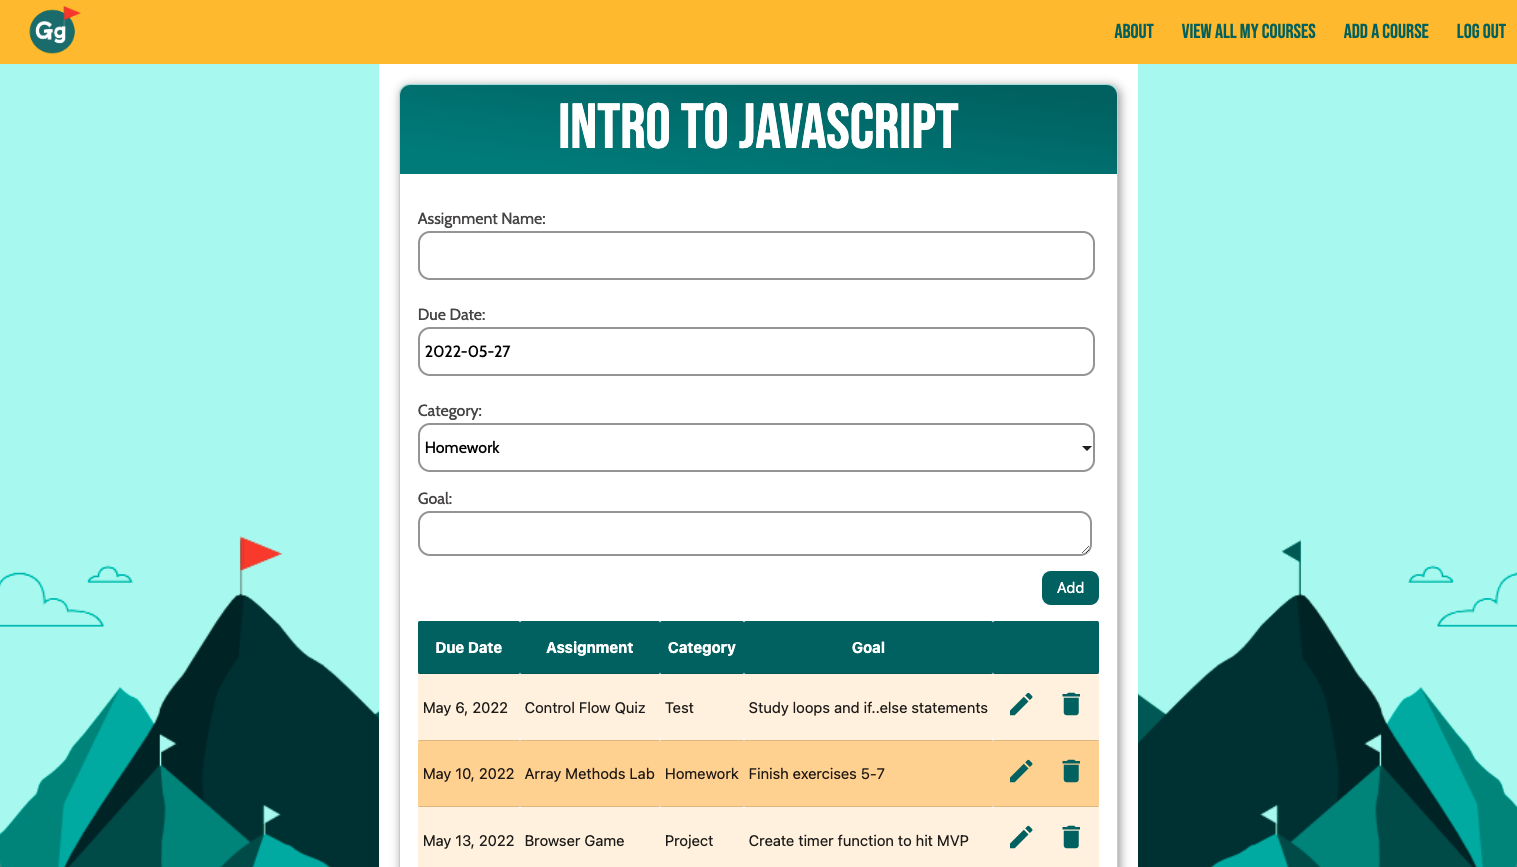 Gg
ABOUT VIEW ALL MY COURSES ADD A COURSE LOG OUT
INTRO TO JAVASCRIPT
Assignment Name:
Due Date:
2022-05-27
Category:
Homework
Goal:
Add
Due Date Assignment Category Goal
May 6, 2022 Control Flow Quiz Test Study loops and if..else statements
May 10, 2022 Array Methods Lab Homework Finish exercises 5-7
May 13, 2022 Browser Game Project Create timer function to hit MVP